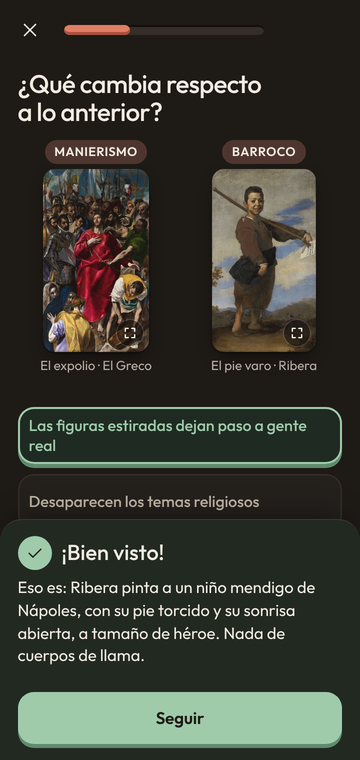 ¿Qué cambia respecto
a lo anterior?
MANIERISMO
BARROCO
El expolio · El Greco
El pie varo · Ribera
Las figuras estiradas dejan paso a gente
real
Desaparecen los temas religiosos
¡Bien visto!
Eso es: Ribera pinta a un niño mendigo de
Nápoles, con su pie torcido y su sonrisa
abierta, a tamaño de héroe. Nada de
cuerpos de llama.
Seguir